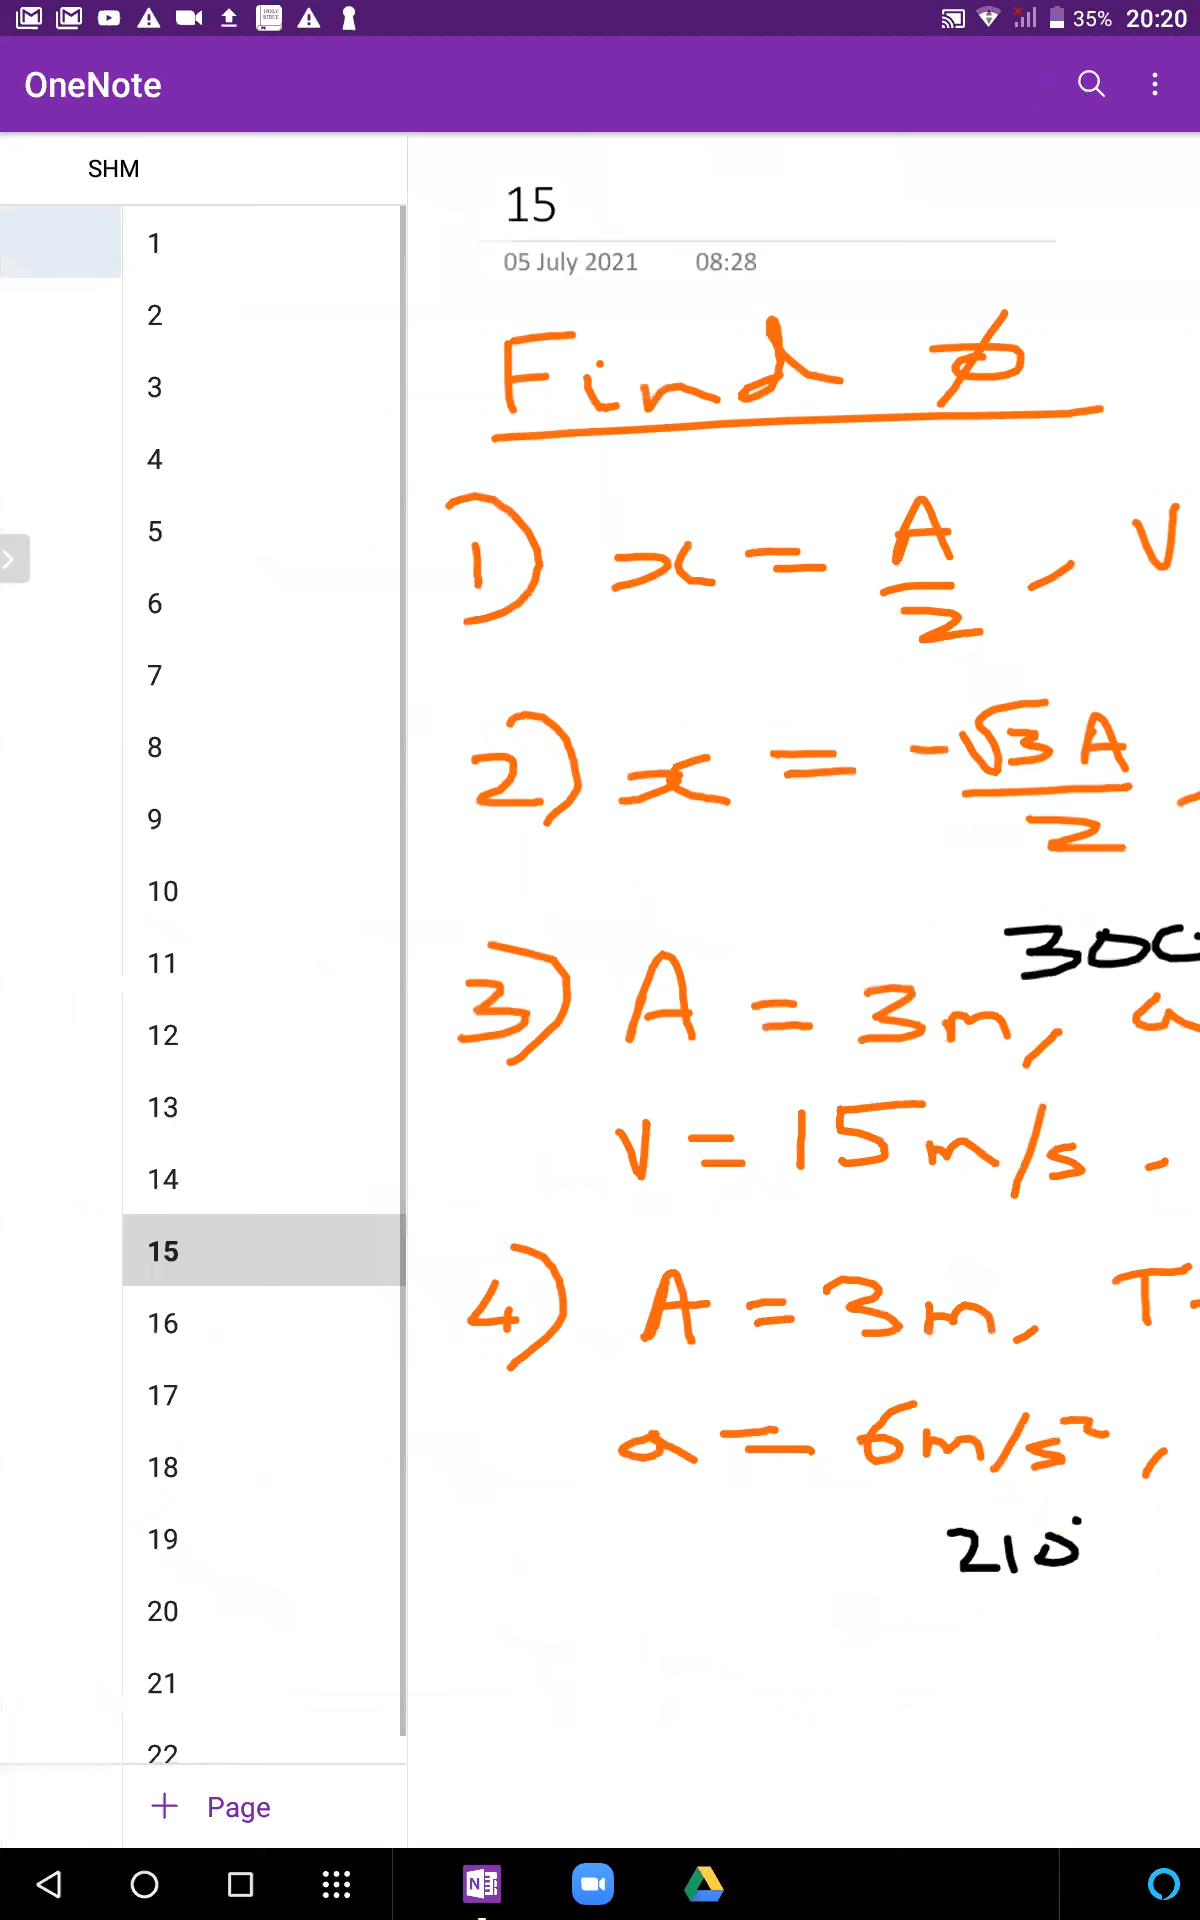 35% 20:20
OneNote
SHM
15
05 July 2021 08:28
1
2
3
4
5
6
7
8
9
10
11
12
13
14
15
16
17
18
19
20
21
22
+ Page
Find ϕ
1) x = A/2 , V
2) x = -√3 A/2
300
3) A = 3m, a
v = 15m/s .
4) A = 3m, T
a = 6m/s² ,
210°